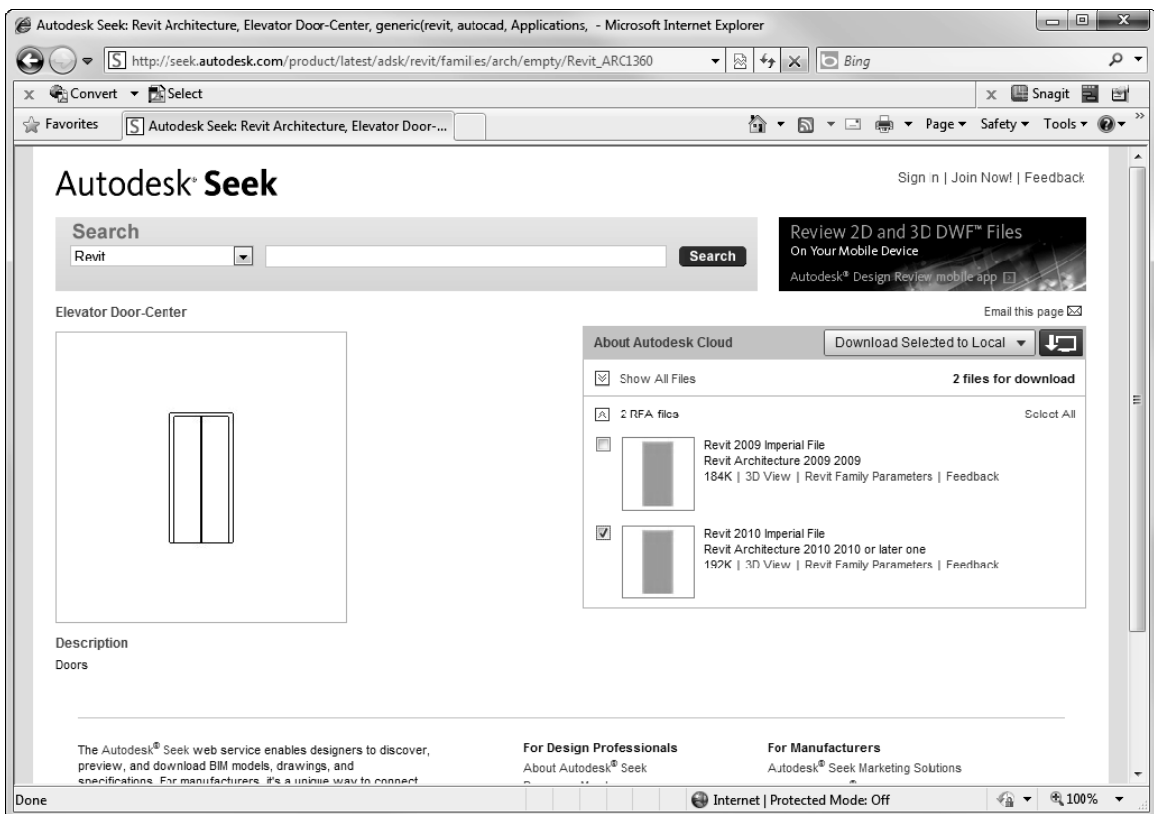 Autodesk Seek: Revit Architecture, Elevator Door-Center, generic(revit, autocad, Applications, - Microsoft Internet Explorer
http://seek.autodesk.com/product/latest/adsk/revit/families/arch/empty/Revit_ARC1360
Bing
x Convert Select
x Snagit
Favorites
Autodesk Seek: Revit Architecture, Elevator Door-...
Page Safety Tools
Autodesk® Seek
Sign In | Join Now! | Feedback
Search
Revit
Search
Review 2D and 3D DWF™ Files
On Your Mobile Device
Autodesk® Design Review mobile app
Elevator Door-Center
Email this page
About Autodesk Cloud
Download Selected to Local
Show All Files
2 files for download
2 RFA files
Select All
Revit 2009 Imperial File
Revit Architecture 2009 2009
184K | 3D View | Revit Family Parameters | Feedback
Revit 2010 Imperial File
Revit Architecture 2010 2010 or later one
192K | 3D View | Revit Family Parameters | Feedback
Description
Doors
The Autodesk® Seek web service enables designers to discover,
preview, and download BIM models, drawings, and
specifications. For manufacturers, it's a unique way to connect
For Design Professionals
About Autodesk® Seek
For Manufacturers
Autodesk® Seek Marketing Solutions
Done
Internet | Protected Mode: Off
100%